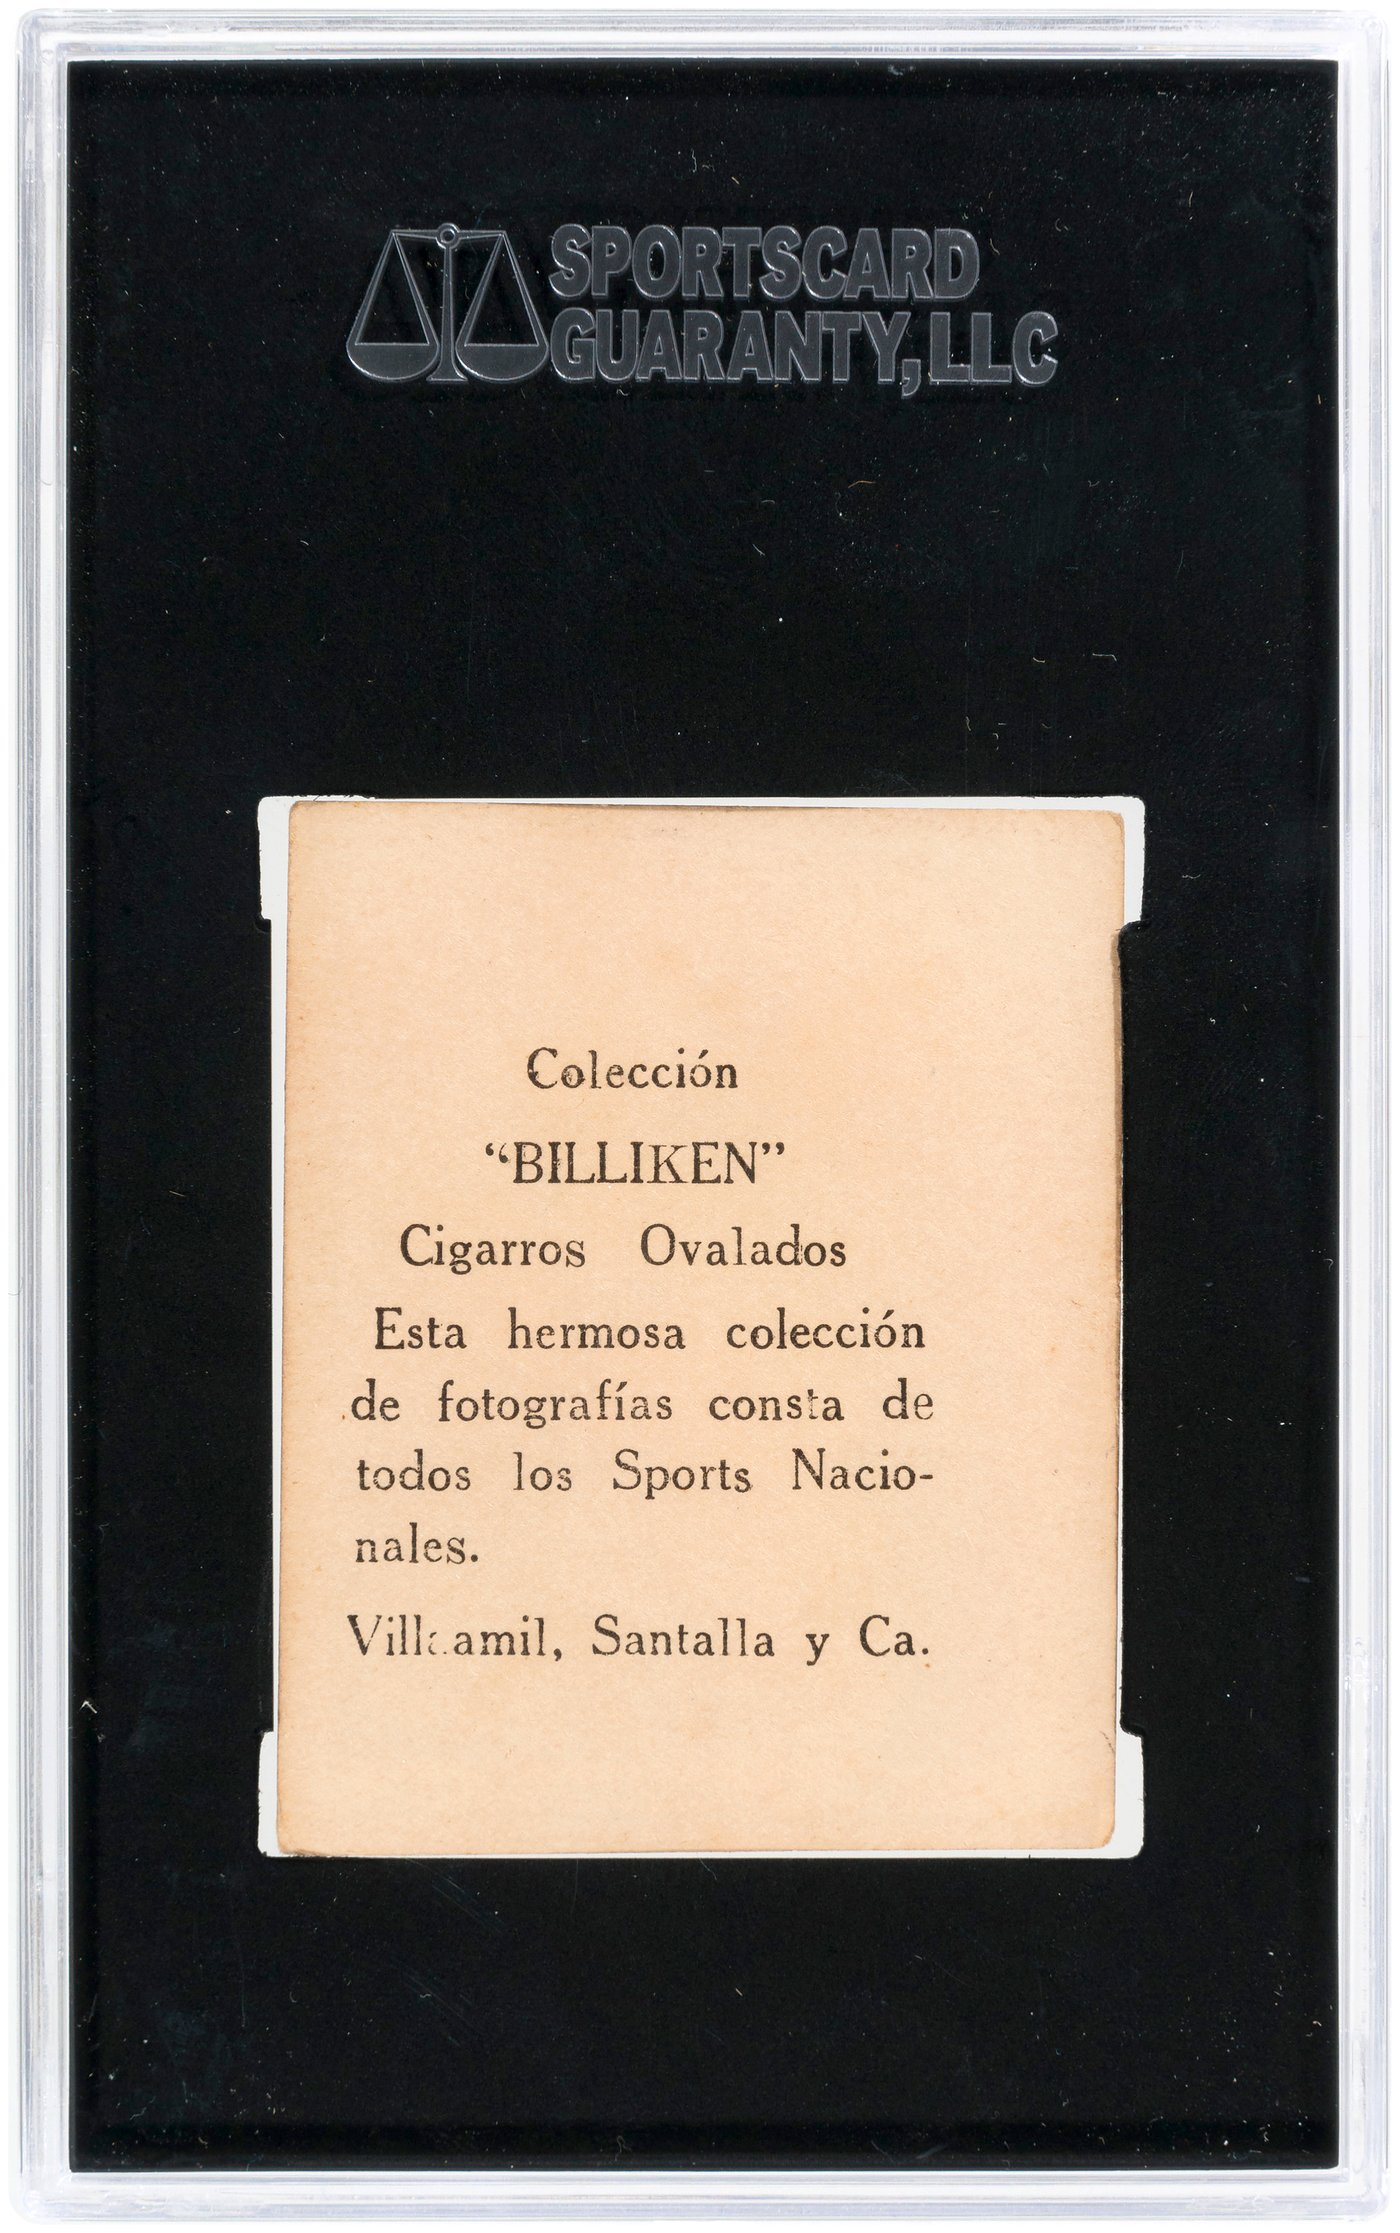 SPORTSCARD
GUARANTY, LLC
Colección
“BILLIKEN”
Cigarros Ovalados
Esta hermosa colección
de fotografías consta de
todos los Sports Nacio-
nales.
Santalla y Ca.